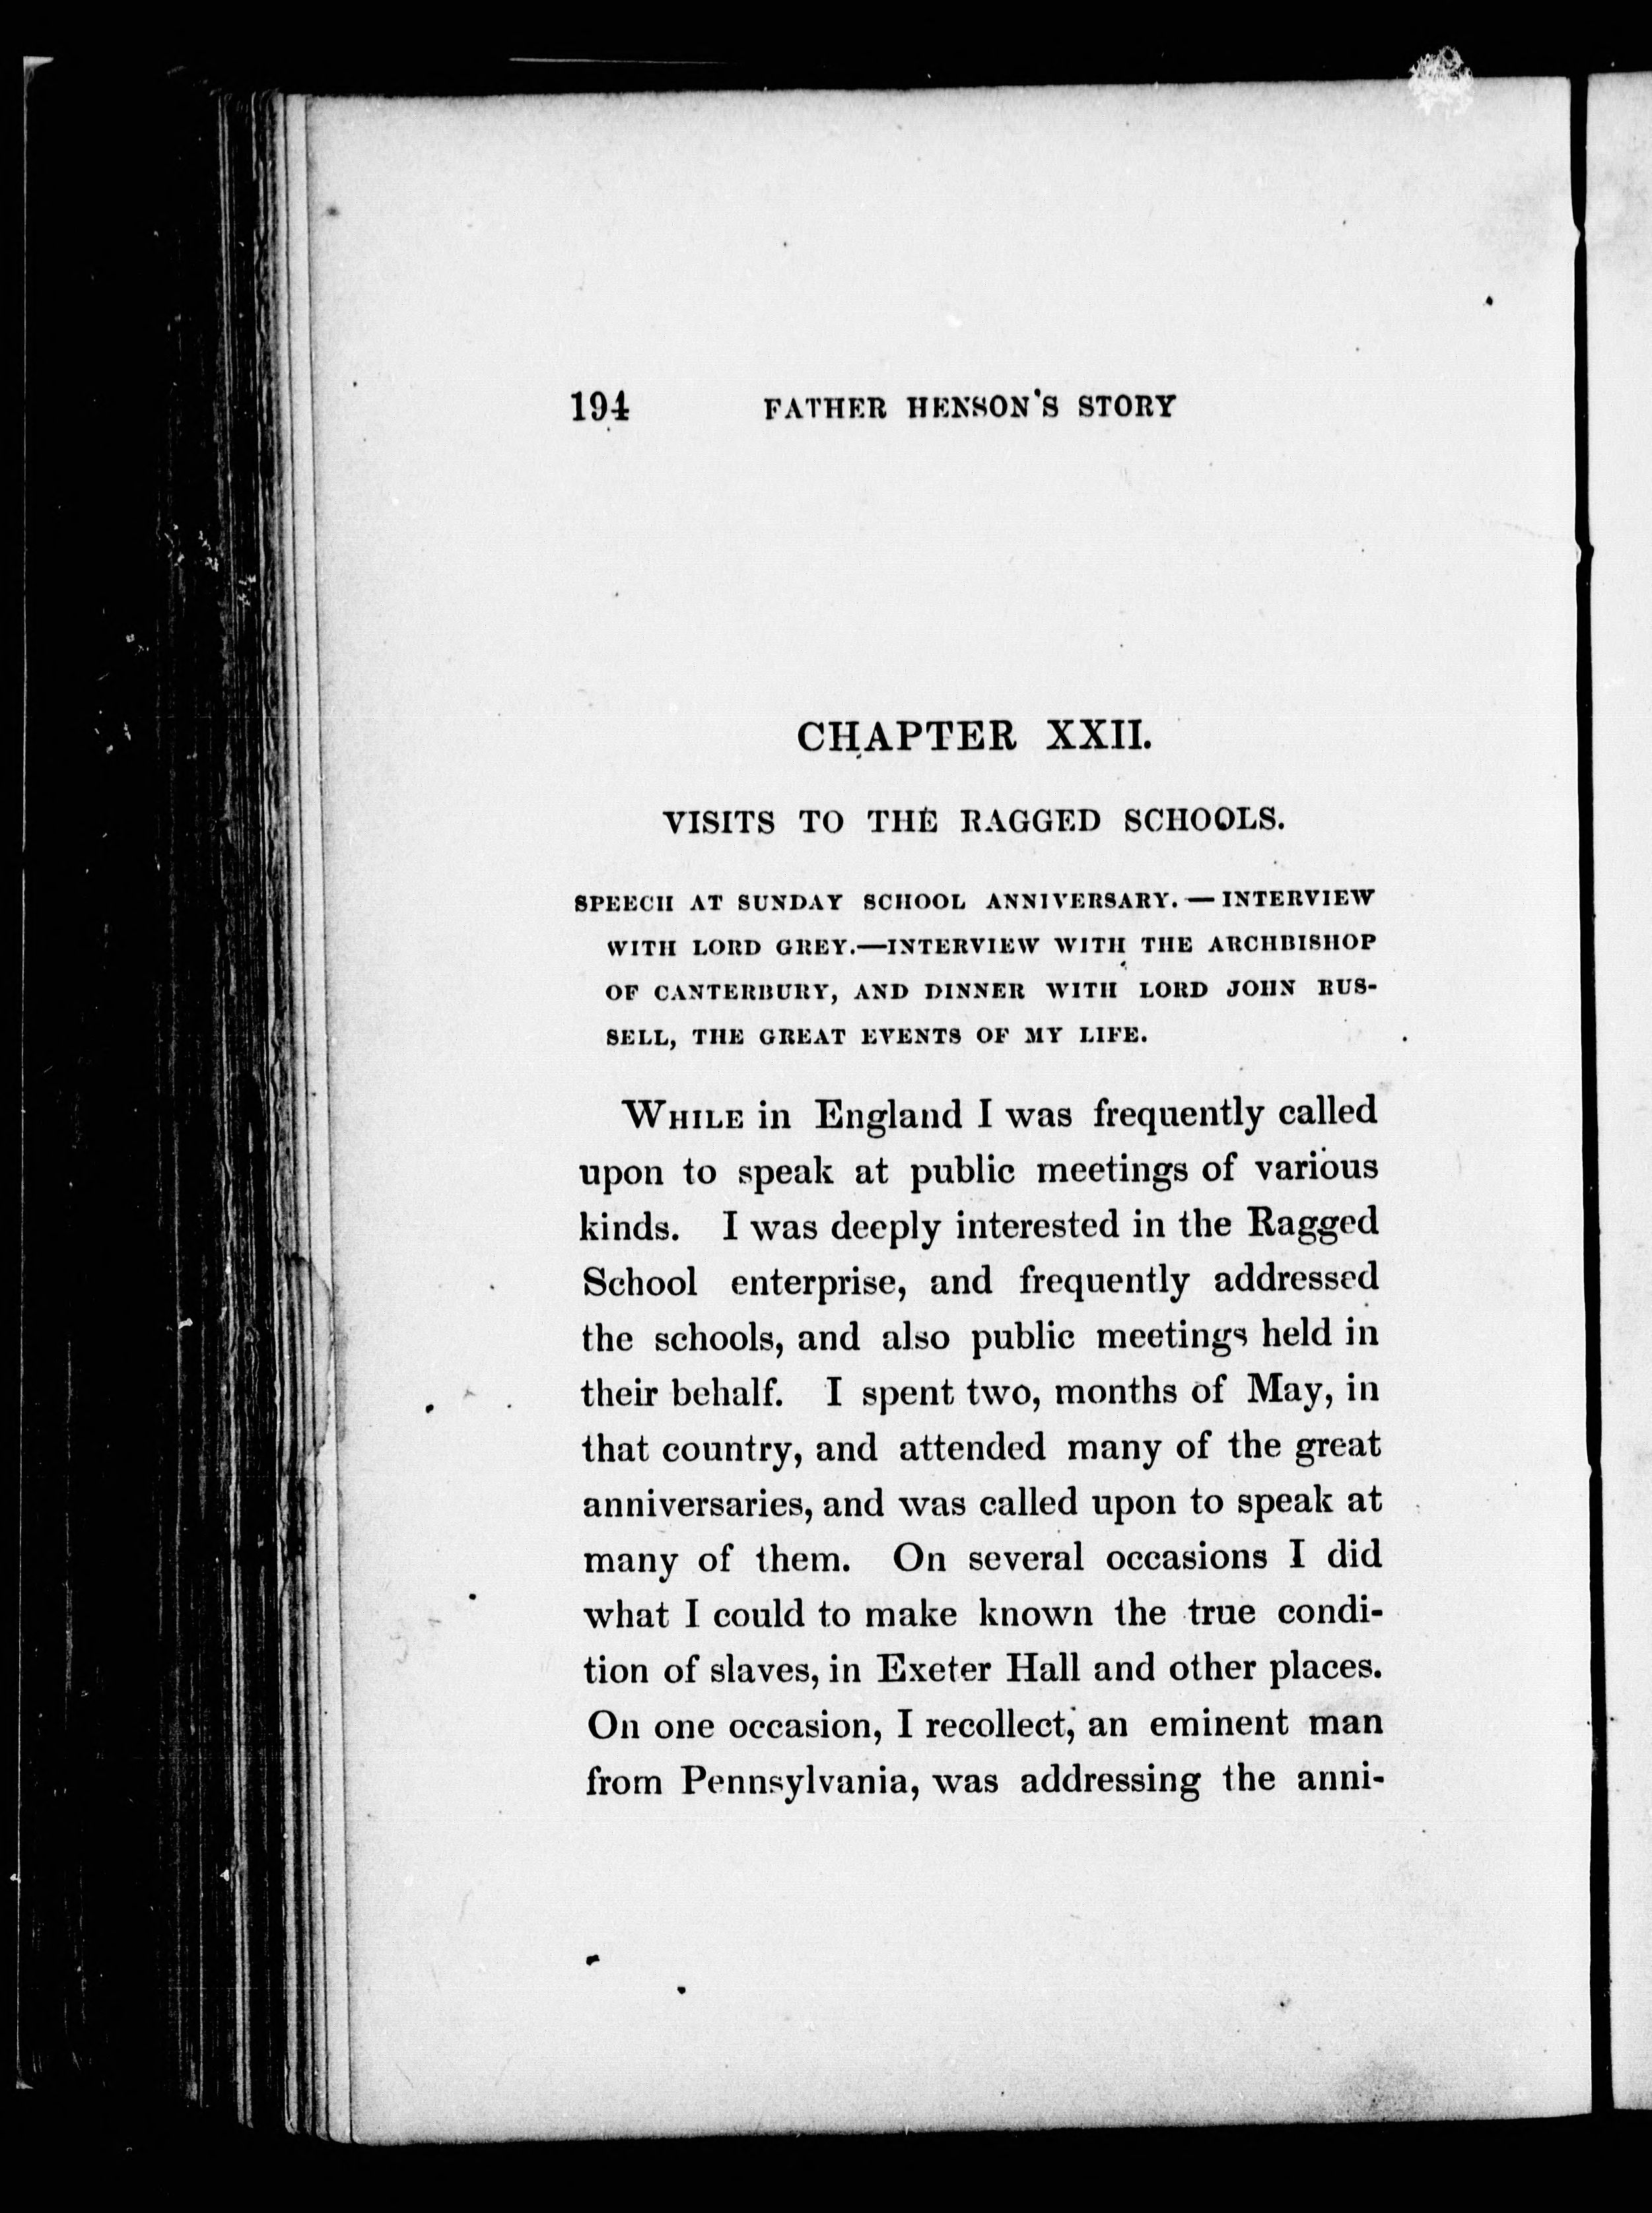 194 FATHER HENSON'S STORY
CHAPTER XXII.
VISITS TO THE RAGGED SCHOOLS.
SPEECH AT SUNDAY SCHOOL ANNIVERSARY. — INTERVIEW
WITH LORD GREY.—INTERVIEW WITH THE ARCHBISHOP
OF CANTERBURY, AND DINNER WITH LORD JOHN RUS-
SELL, THE GREAT EVENTS OF MY LIFE.
WHILE in England I was frequently called
upon to speak at public meetings of various
kinds. I was deeply interested in the Ragged
School enterprise, and frequently addressed
the schools, and also public meetings held in
their behalf. I spent two, months of May, in
that country, and attended many of the great
anniversaries, and was called upon to speak at
many of them. On several occasions I did
what I could to make known the true condi-
tion of slaves, in Exeter Hall and other places.
On one occasion, I recollect, an eminent man
from Pennsylvania, was addressing the anni-